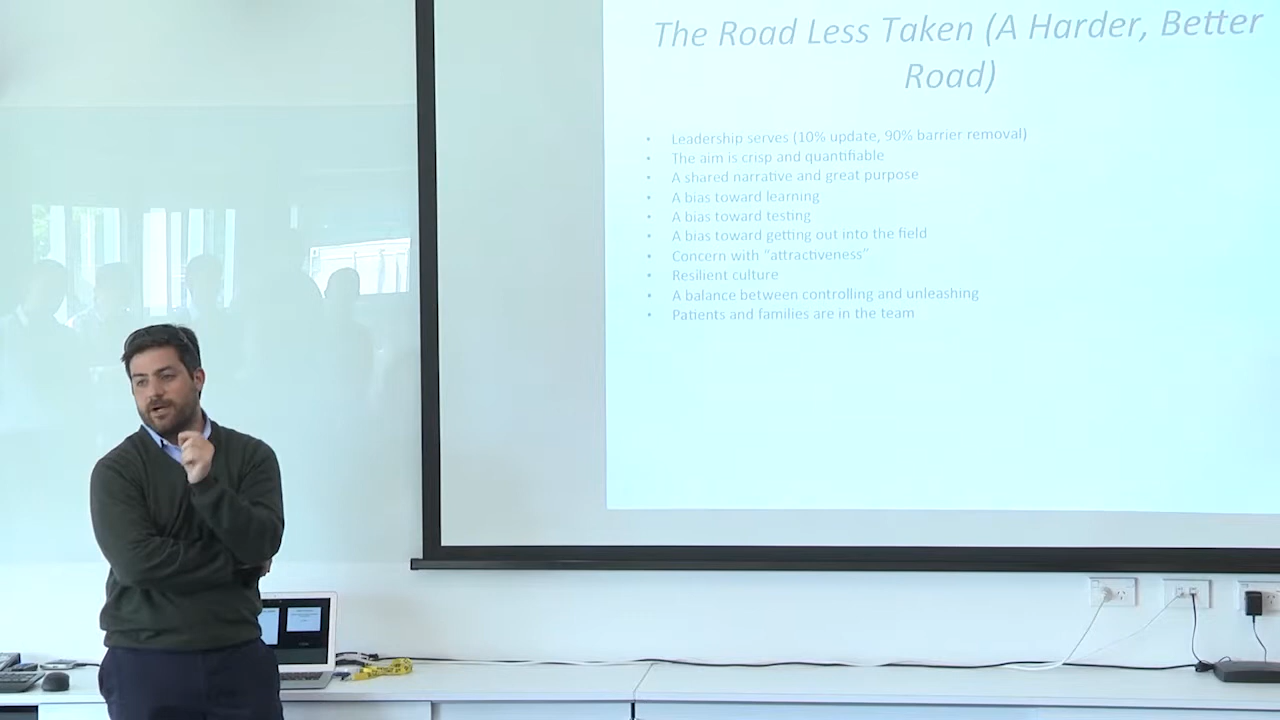 The Road Less Taken (A Harder, Better
Road)
• Leadership serves (10% update, 90% barrier removal)
• The aim is crisp and quantifiable
• A shared narrative and great purpose
• A bias toward learning
• A bias toward testing
• A bias toward getting out into the field
• Concern with "attractiveness"
• Resilient culture
• A balance between controlling and unleashing
• Patients and families are in the team